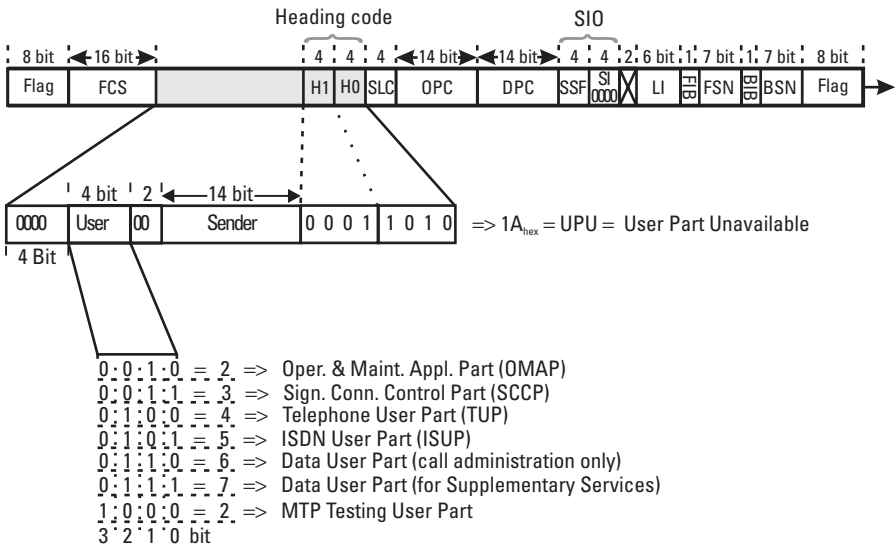 Heading code SIO
8 bit 16 bit 4 4 4 14 bit 14 bit 4 4 2 6 bit 1 7 bit 1 7 bit 8 bit
Flag FCS H1 H0 SLC OPC DPC SSF SI 0000 LI FIB FSN BIB BSN Flag
4 bit 2 14 bit
0000 User 00 Sender 0 0 0 1 1 0 1 0 => 1Ahex = UPU = User Part Unavailable
4 Bit
0 0 1 0 = 2 => Oper. & Maint. Appl. Part (OMAP)
0 0 1 1 = 3 => Sign. Conn. Control Part (SCCP)
0 1 0 0 = 4 => Telephone User Part (TUP)
0 1 0 1 = 5 => ISDN User Part (ISUP)
0 1 1 0 = 6 => Data User Part (call administration only)
0 1 1 1 = 7 => Data User Part (for Supplementary Services)
1 0 0 0 = 2 => MTP Testing User Part
3 2 1 0 bit